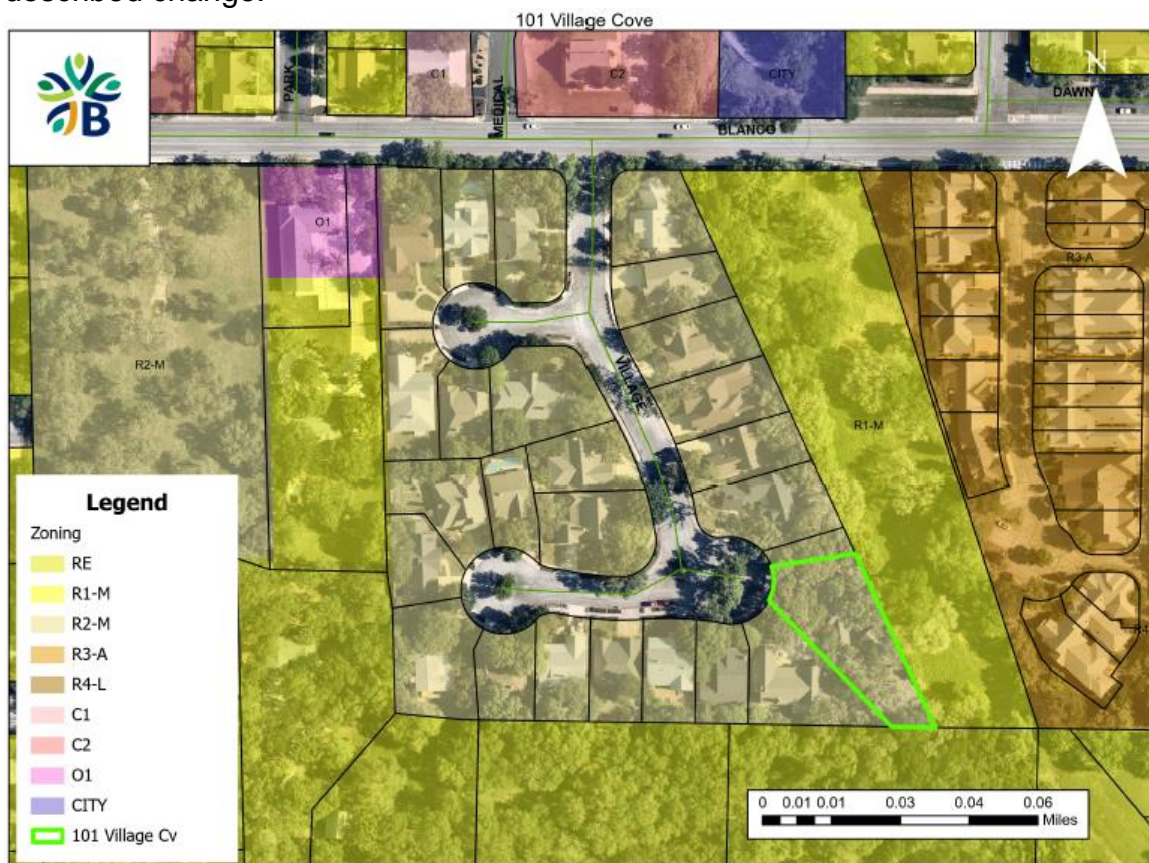 described change.
101 Village Cove
B
PARK
C1
MEDICAL
C2
CITY
N
DAWN
BLANCO
O1
R3-A
R2-M
VILLAGE
R1-M
R4
Legend
Zoning
RE
R1-M
R2-M
R3-A
R4-L
C1
C2
O1
CITY
101 Village Cv
0 0.01 0.01 0.03 0.04 0.06
Miles